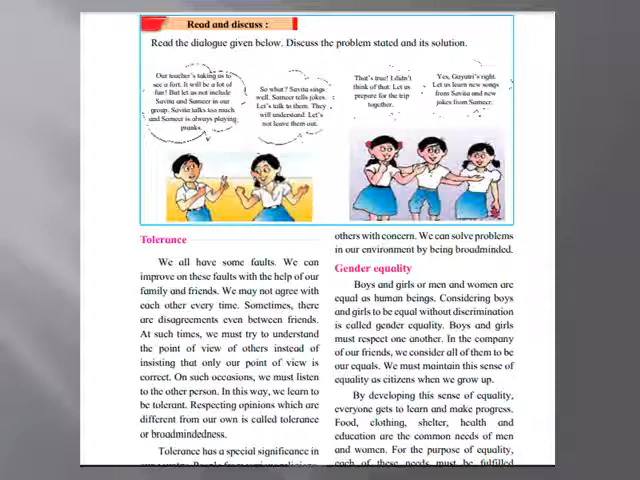 Read and discuss :
Read the dialogue given below. Discuss the problem stated and its solution.
Our teacher's taking us to
see a fort. It will be a lot of
fun! But let us not include
Savita and Sameer in our
group. Savita talks too much
and Sameer is always playing
pranks.
So what? Savita sings
well. Sameer tells jokes.
Let's talk to them. They
will understand. Let's
not leave them out.
That's true! I didn't
think of that. Let us
prepare for the trip
together.
Yes, Gayatri's right.
Let us learn new songs
from Savita and new
jokes from Sameer.
Tolerance
We all have some faults. We can
improve on these faults with the help of our
family and friends. We may not agree with
each other every time. Sometimes, there
are disagreements even between friends.
At such times, we must try to understand
the point of view of others instead of
insisting that only our point of view is
correct. On such occasions, we must listen
to the other person. In this way, we learn to
be tolerant. Respecting opinions which are
different from our own is called tolerance
or broadmindedness.
Tolerance has a special significance in
others with concern. We can solve problems
in our environment by being broadminded.
Gender equality
Boys and girls or men and women are
equal as human beings. Considering boys
and girls to be equal without discrimination
is called gender equality. Boys and girls
must respect one another. In the company
of our friends, we consider all of them to be
our equals. We must maintain this sense of
equality as citizens when we grow up.
By developing this sense of equality,
everyone gets to learn and make progress.
Food, clothing, shelter, health and
education are the common needs of men
and women. For the purpose of equality,
each of these needs must be fulfilled